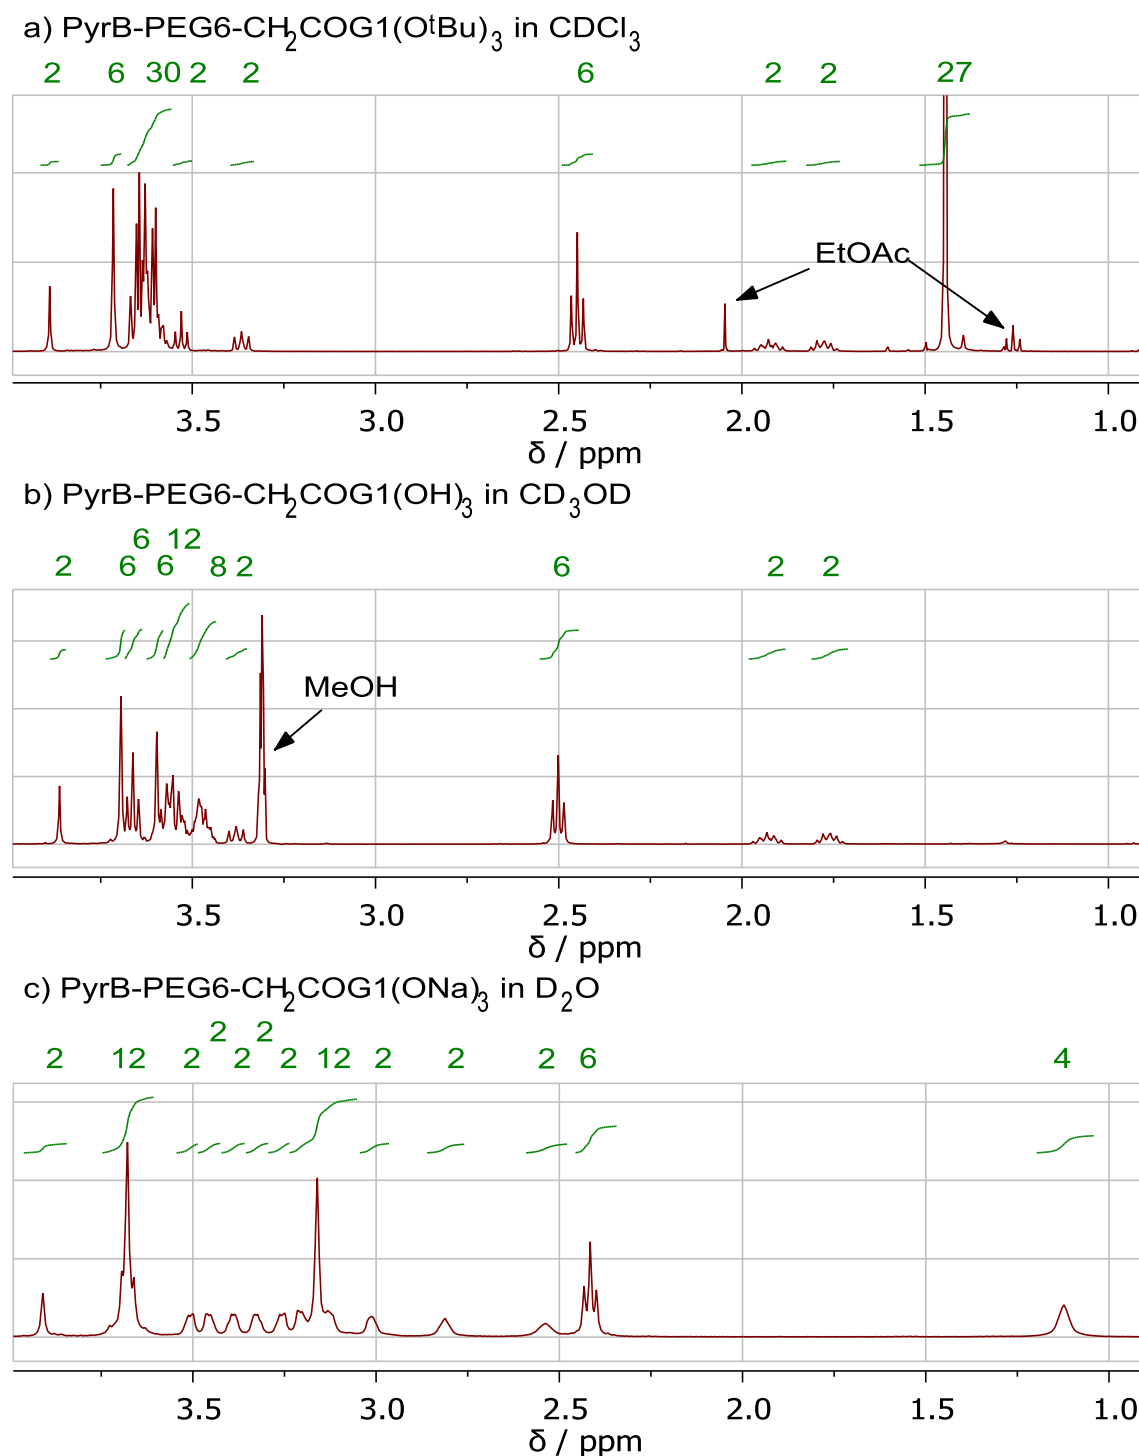 a) PyrB-PEG6-CH₂COG1(OᵗBu)₃ in CDCl₃
2 6 30 2 2 6 2 2 27
EtOAc
3.5 3.0 2.5 2.0 1.5 1.0
δ / ppm
b) PyrB-PEG6-CH₂COG1(OH)₃ in CD₃OD
6 12
2 6 6 8 2 6 2 2
MeOH
3.5 3.0 2.5 2.0 1.5 1.0
δ / ppm
c) PyrB-PEG6-CH₂COG1(ONa)₃ in D₂O
2 2
2 12 2 2 2 12 2 2 2 6 4
3.5 3.0 2.5 2.0 1.5 1.0
δ / ppm